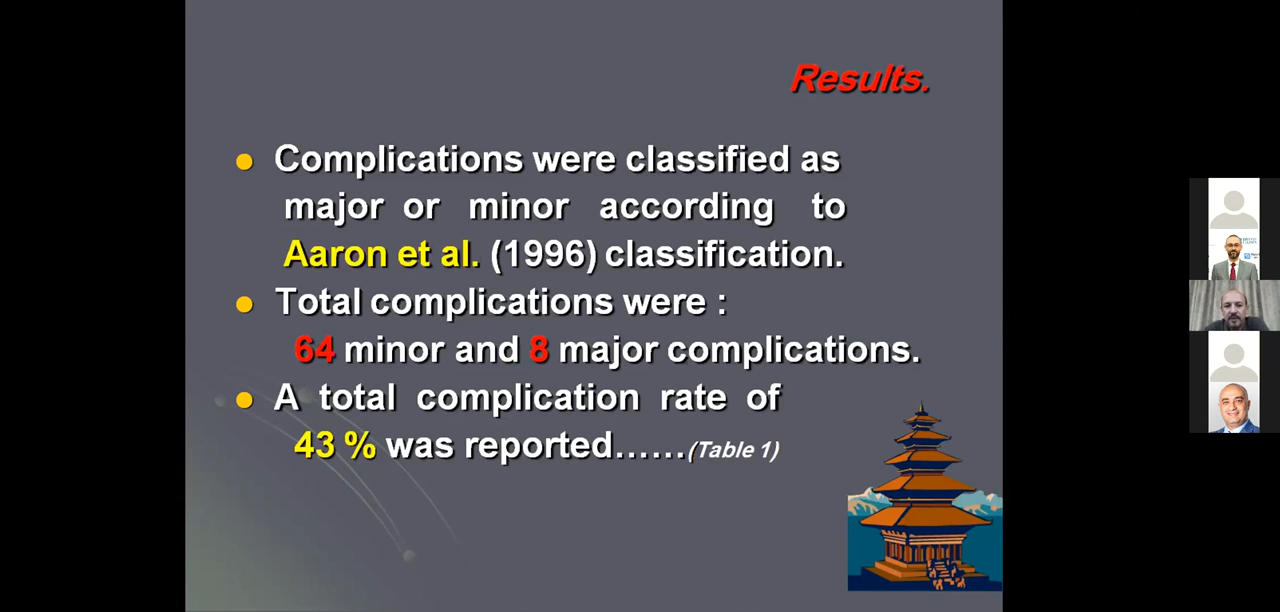 Results.
Complications were classified as
major or minor according to
Aaron et al. (1996) classification.
Total complications were :
64 minor and 8 major complications.
A total complication rate of
43 % was reported……(Table 1)